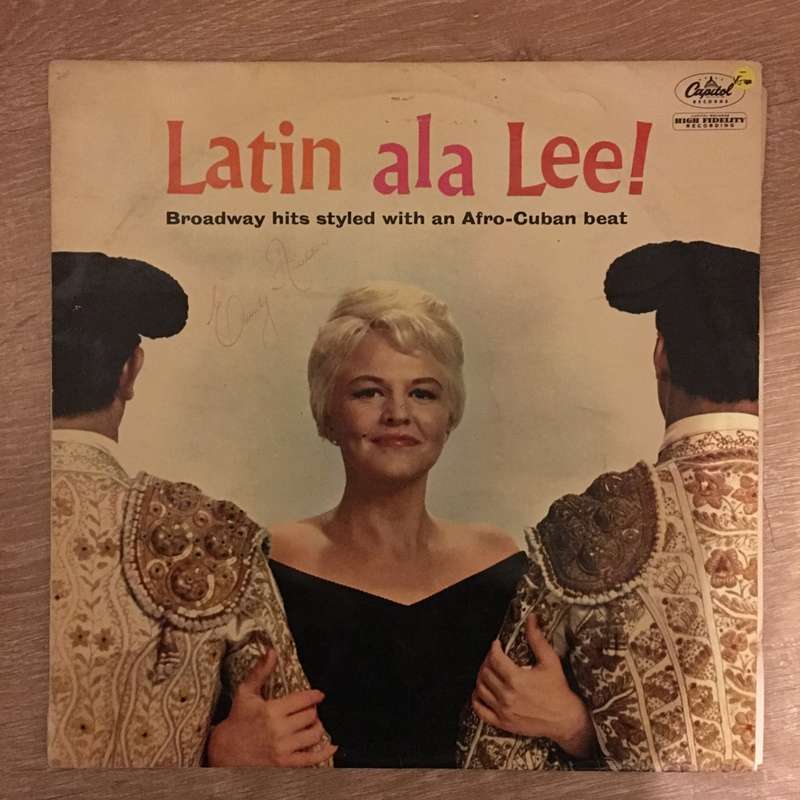 Capitol
RECORDS
HIGH FIDELITY
RECORDING
Latin ala Lee!
Broadway hits styled with an Afro-Cuban beat